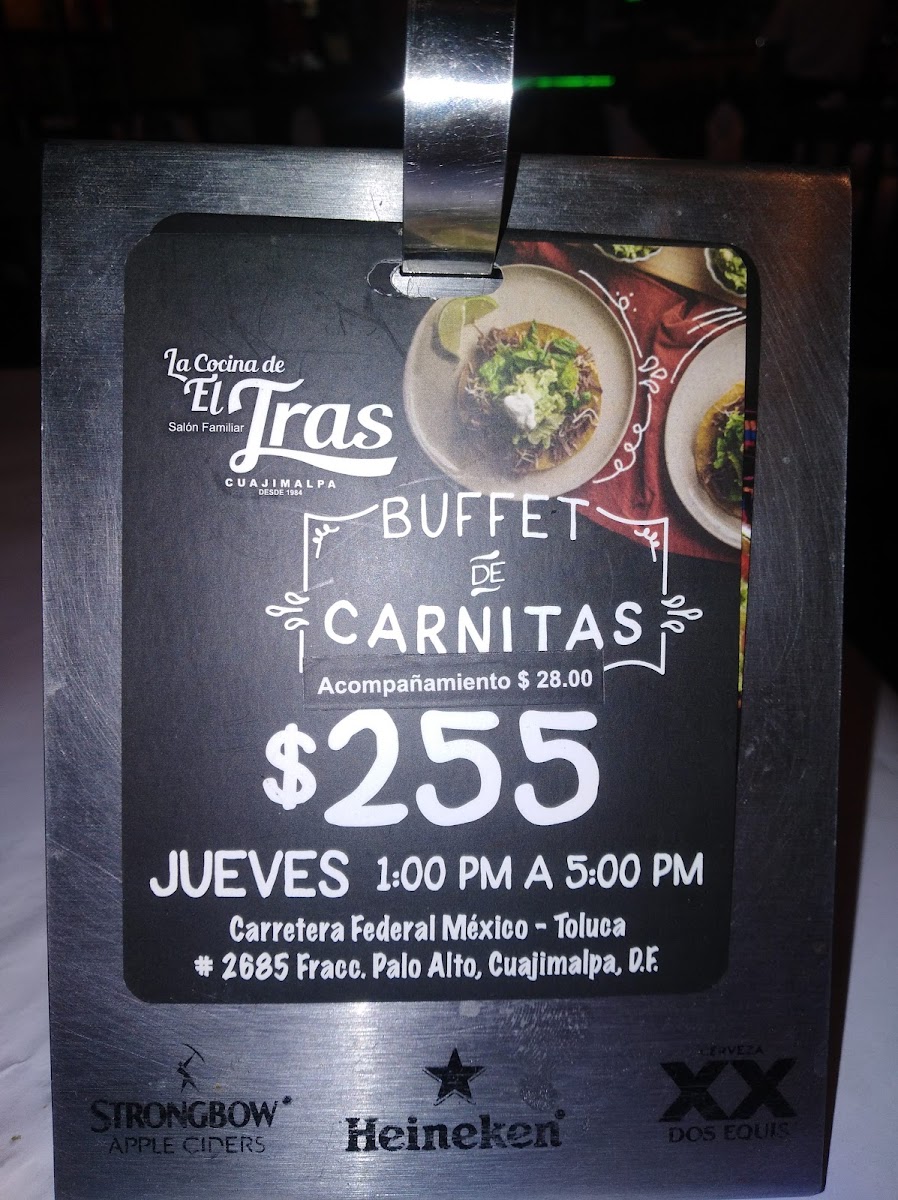 La Cocina de
El Tras
Salón Familiar
CUAJIMALPA
DESDE 1984
BUFFET
DE
CARNITAS
Acompañamiento $ 28.00
$255
JUEVES 1:00 PM A 5:00 PM
Carretera Federal México - Toluca
# 2685 Fracc. Palo Alto, Cuajimalpa, D.F.
STRONGBOW
APPLE CIDERS
Heineken
CERVEZA
XX
DOS EQUIS